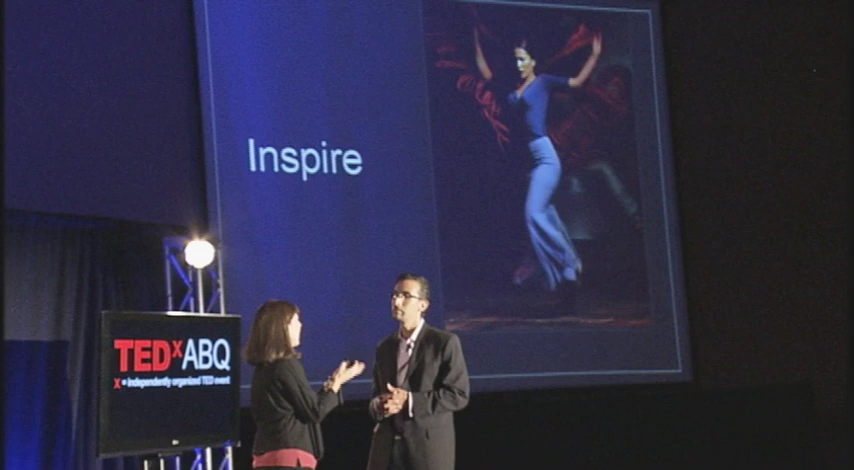 Inspire
TEDxABQ
x = independently organized TED event